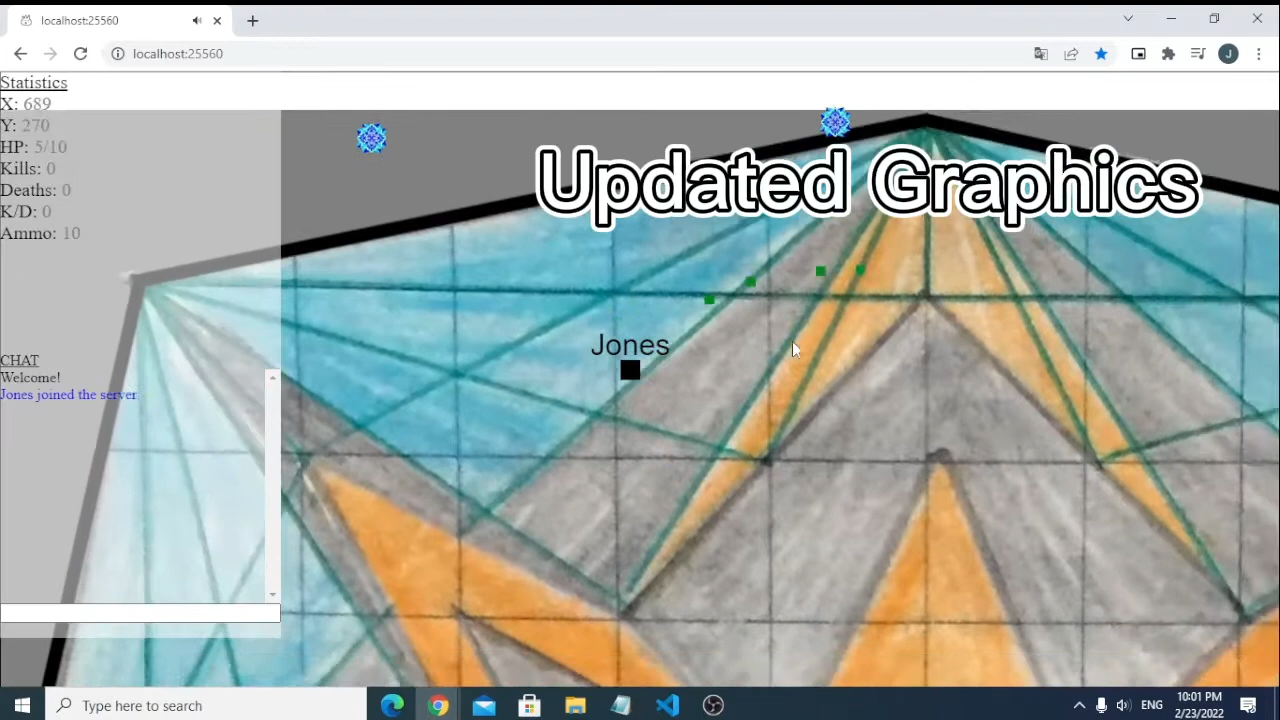 localhost:25560
localhost:25560
Statistics
X: 689
Y: 270
HP: 5/10
Kills: 0
Deaths: 0
K/D: 0
Ammo: 10
Updated Graphics
Jones
CHAT
Welcome!
Jones joined the server
Type here to search
J
ENG
10:01 PM
2/23/2022